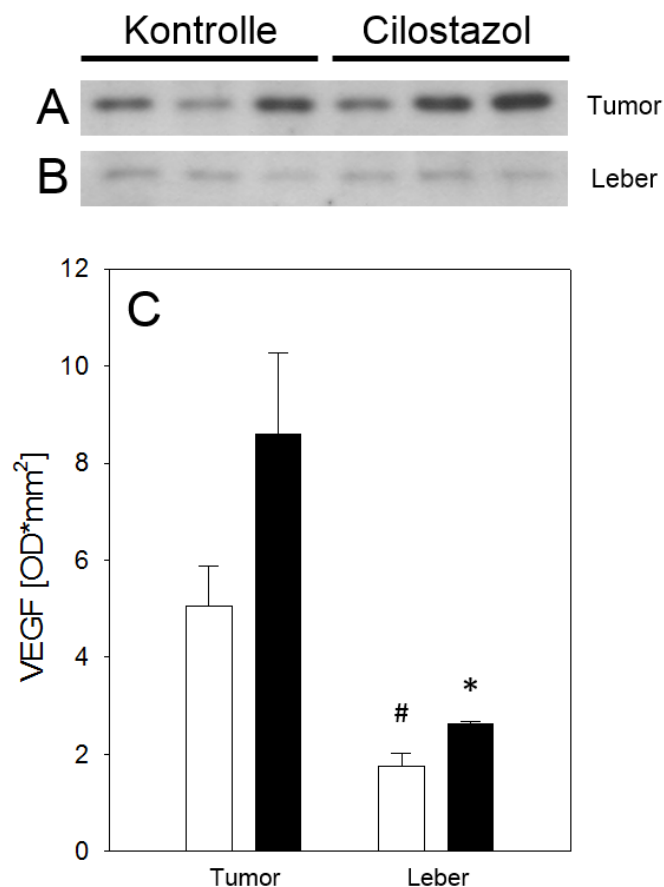 Kontrolle Cilostazol
A Tumor
B Leber
C
VEGF [OD*mm²]
12
10
8
6
4
2
0
# *
Tumor Leber